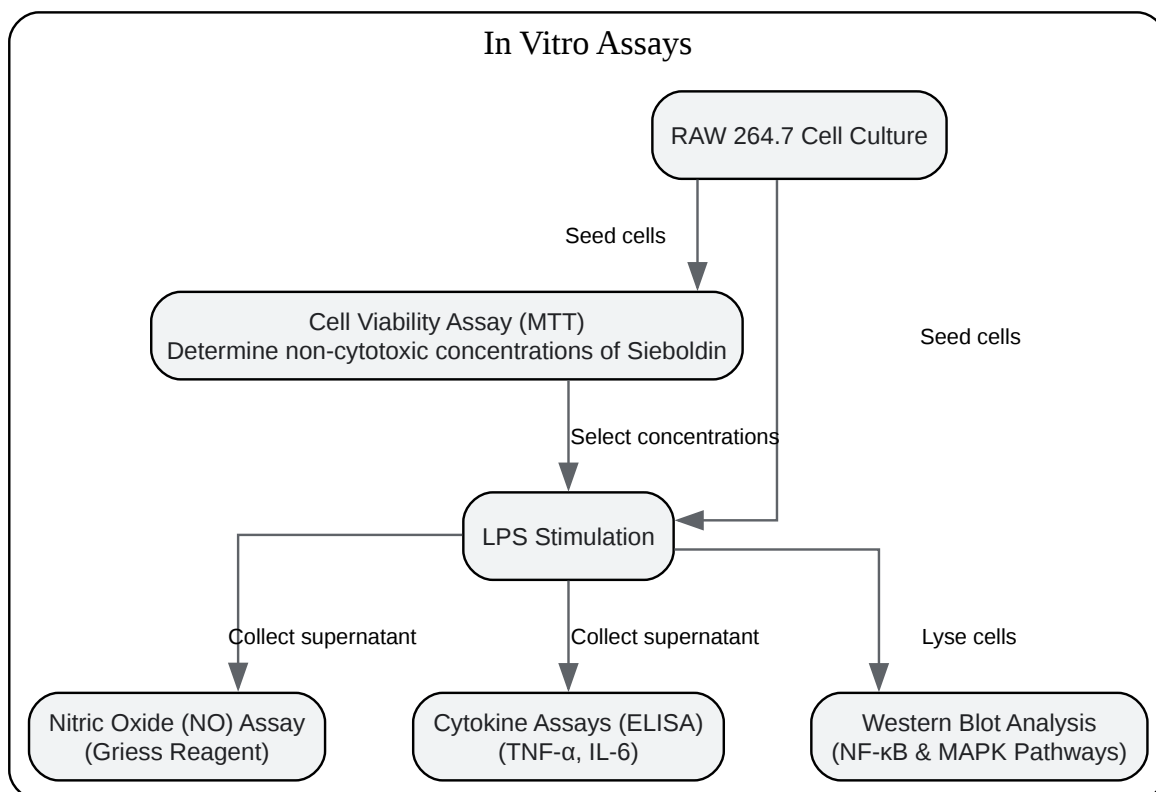 In Vitro Assays
RAW 264.7 Cell Culture
Seed cells
Cell Viability Assay (MTT)
Determine non-cytotoxic concentrations of Sieboldin
Seed cells
Select concentrations
LPS Stimulation
Collect supernatant
Collect supernatant
Lyse cells
Nitric Oxide (NO) Assay
(Griess Reagent)
Cytokine Assays (ELISA)
(TNF-α, IL-6)
Western Blot Analysis
(NF-κB & MAPK Pathways)